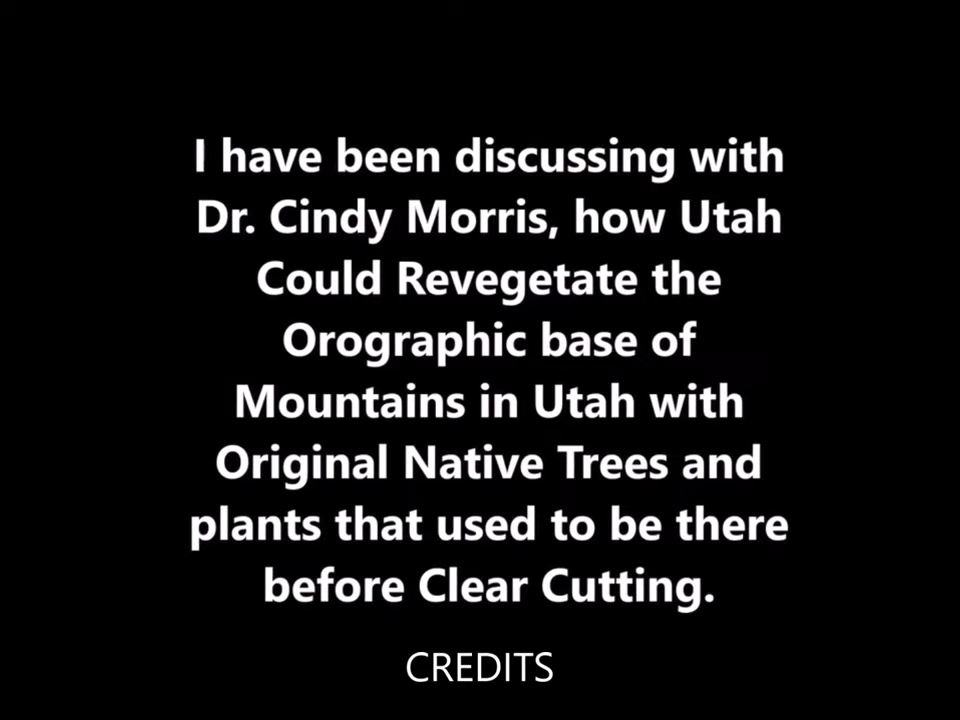 I have been discussing with
Dr. Cindy Morris, how Utah
Could Revegetate the
Orographic base of
Mountains in Utah with
Original Native Trees and
plants that used to be there
before Clear Cutting.
CREDITS